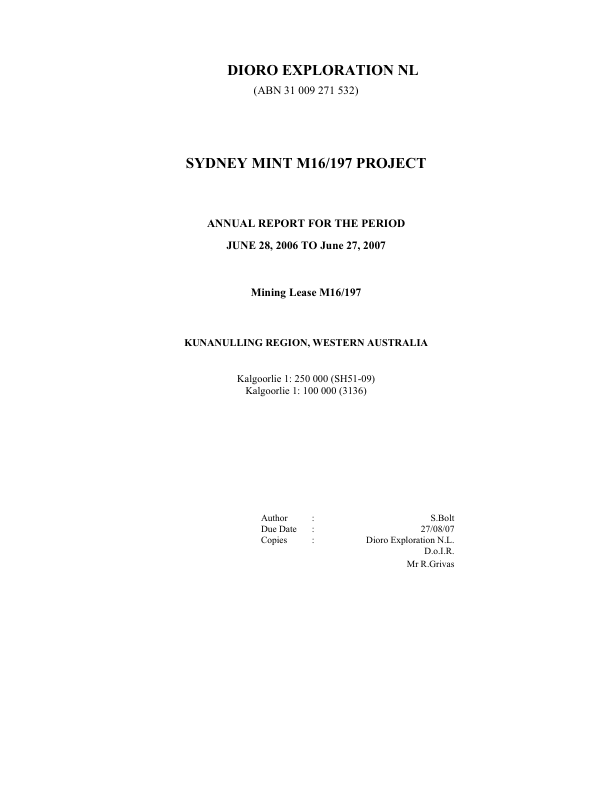 DIORO EXPLORATION NL
(ABN 31 009 271 532)
SYDNEY MINT M16/197 PROJECT
ANNUAL REPORT FOR THE PERIOD
JUNE 28, 2006 TO June 27, 2007
Mining Lease M16/197
KUNANULLING REGION, WESTERN AUSTRALIA
Kalgoorlie 1: 250 000 (SH51-09)
Kalgoorlie 1: 100 000 (3136)
Author : S.Bolt
Due Date : 27/08/07
Copies : Dioro Exploration N.L.
D.o.I.R.
Mr R.Grivas